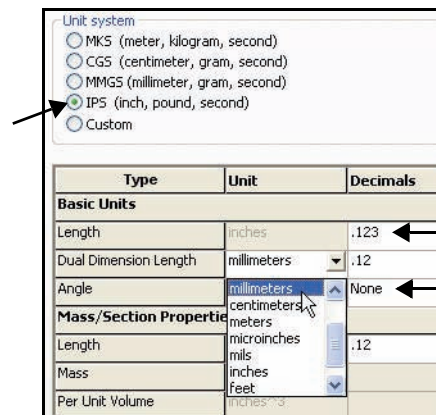 Unit system
MKS (meter, kilogram, second)
CGS (centimeter, gram, second)
MMGS (millimeter, gram, second)
IPS (inch, pound, second)
Custom
Type Unit Decimals
Basic Units
Length inches .123
Dual Dimension Length millimeters .12
Angle millimeters None
centimeters
Mass/Section Propertie meters
microinches
Length mils .12
Mass inches
feet
Per Unit Volume inches^3